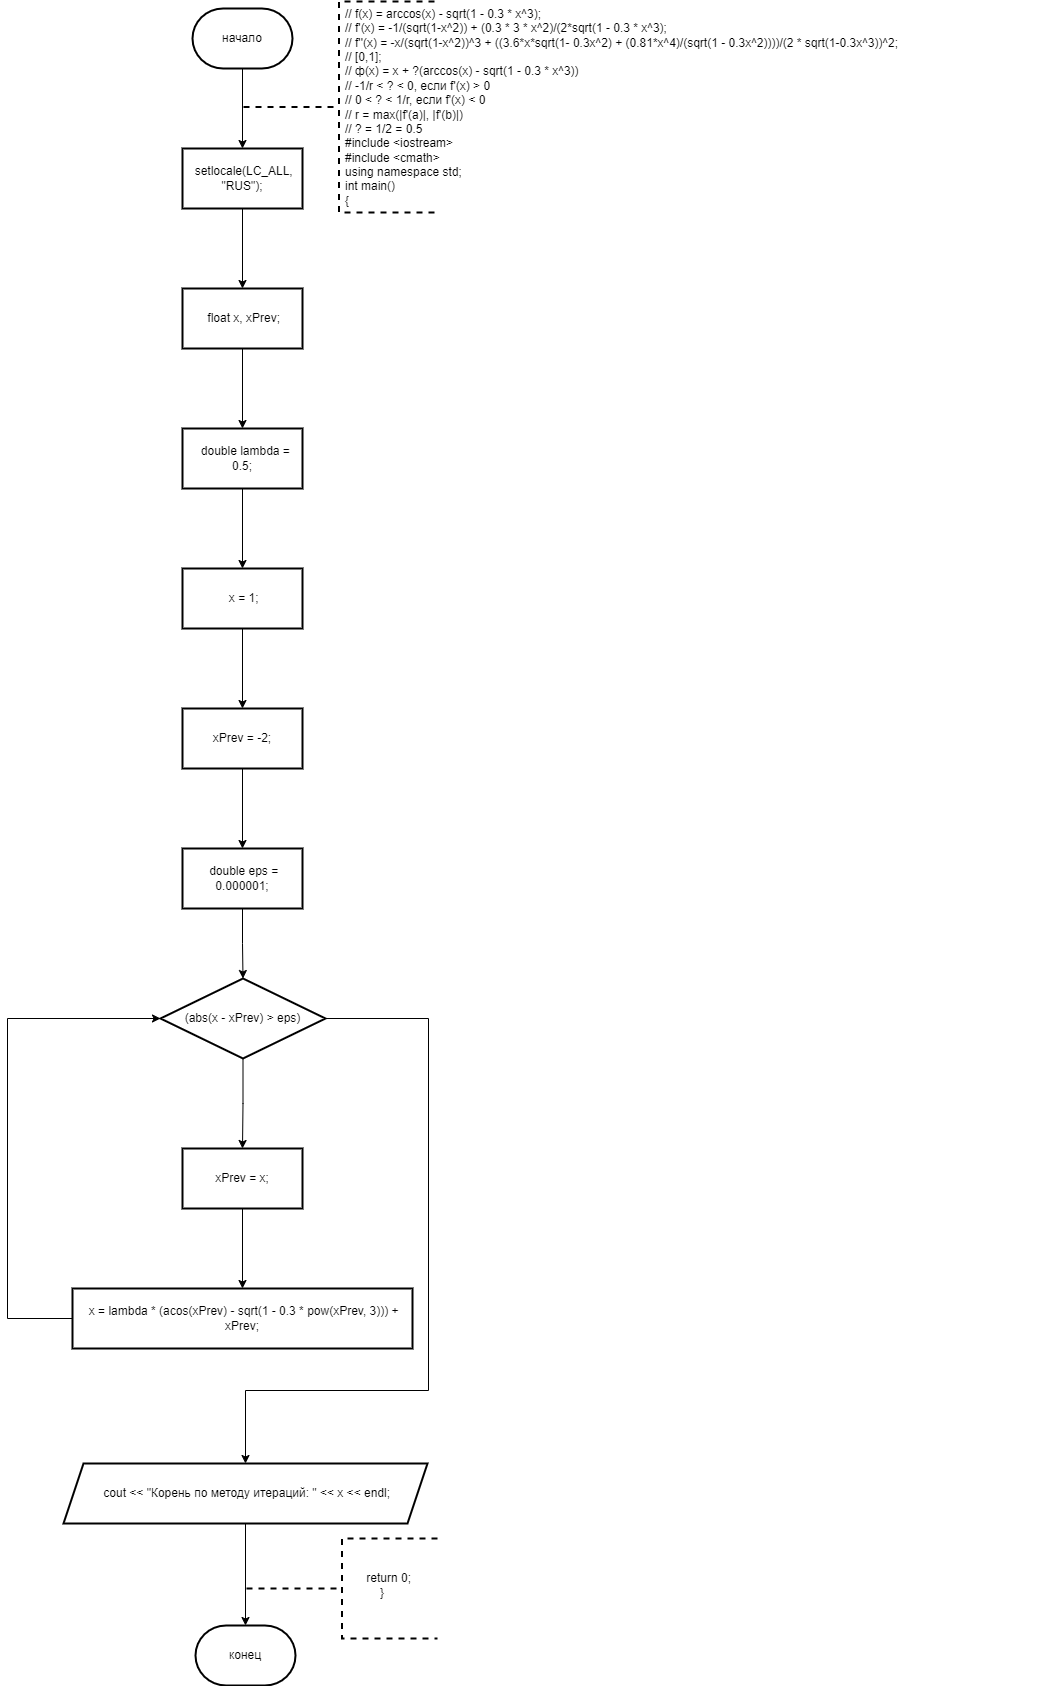 начало
// f(x) = arccos(x) - sqrt(1 - 0.3 * x^3);
// f'(x) = -1/(sqrt(1-x^2)) + (0.3 * 3 * x^2)/(2*sqrt(1 - 0.3 * x^3);
// f''(x) = -x/(sqrt(1-x^2))^3 + ((3.6*x*sqrt(1- 0.3x^2) + (0.81*x^4)/(sqrt(1 - 0.3x^2))))/(2 * sqrt(1-0.3x^3))^2;
// [0,1];
// ф(x) = x + ?(arccos(x) - sqrt(1 - 0.3 * x^3))
// -1/r < ? < 0, если f'(x) > 0
// 0 < ? < 1/r, если f'(x) < 0
// r = max(|f'(a)|, |f'(b)|)
// ? = 1/2 = 0.5
#include <iostream>
#include <cmath>
using namespace std;
int main()
{
setlocale(LC_ALL,
"RUS");
float x, xPrev;
double lambda =
0.5;
x = 1;
xPrev = -2;
double eps =
0.000001;
(abs(x - xPrev) > eps)
xPrev = x;
x = lambda * (acos(xPrev) - sqrt(1 - 0.3 * pow(xPrev, 3))) +
xPrev;
cout << "Корень по методу итераций: " << x << endl;
return 0;
}
конец